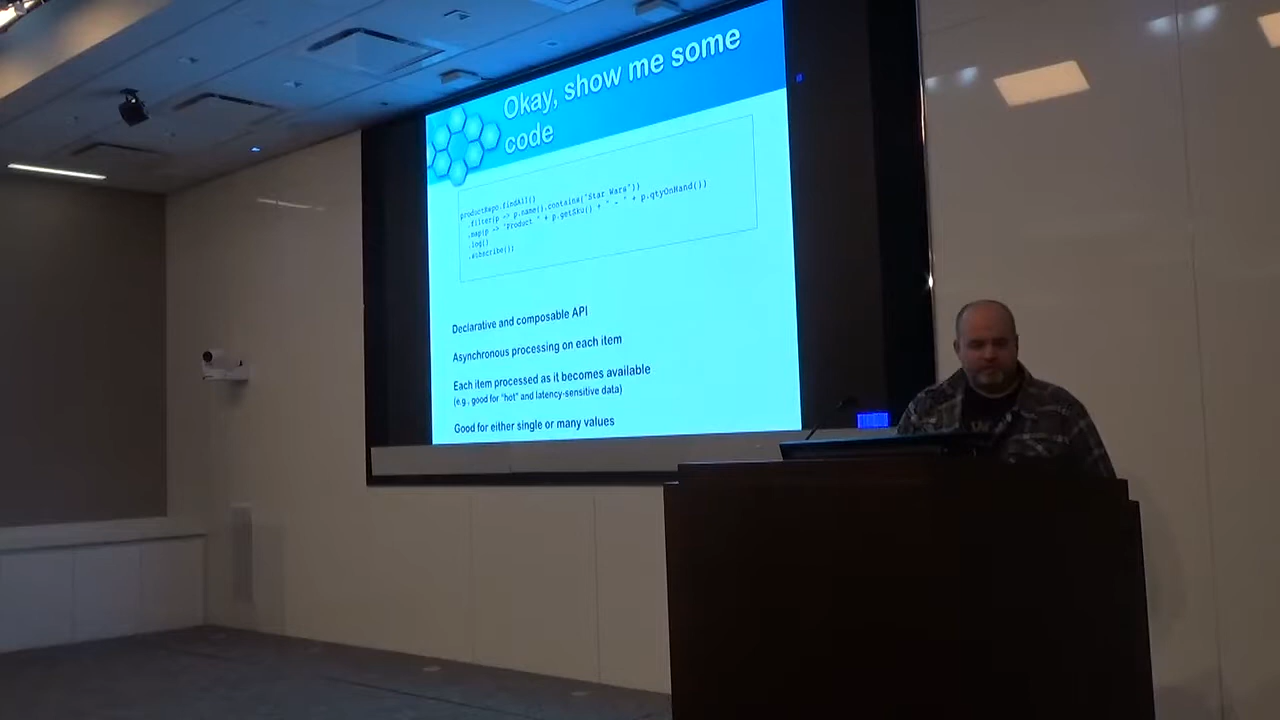 Okay, show me some
code
productRepo.findAll()
.filter(p -> p.name().contains("Star Wars"))
.map(p -> "Product " + p.getSku() + " - " + p.qtyOnHand())
.log()
.subscribe();
Declarative and composable API
Asynchronous processing on each item
Each item processed as it becomes available
(e.g., good for "hot" and latency-sensitive data)
Good for either single or many values